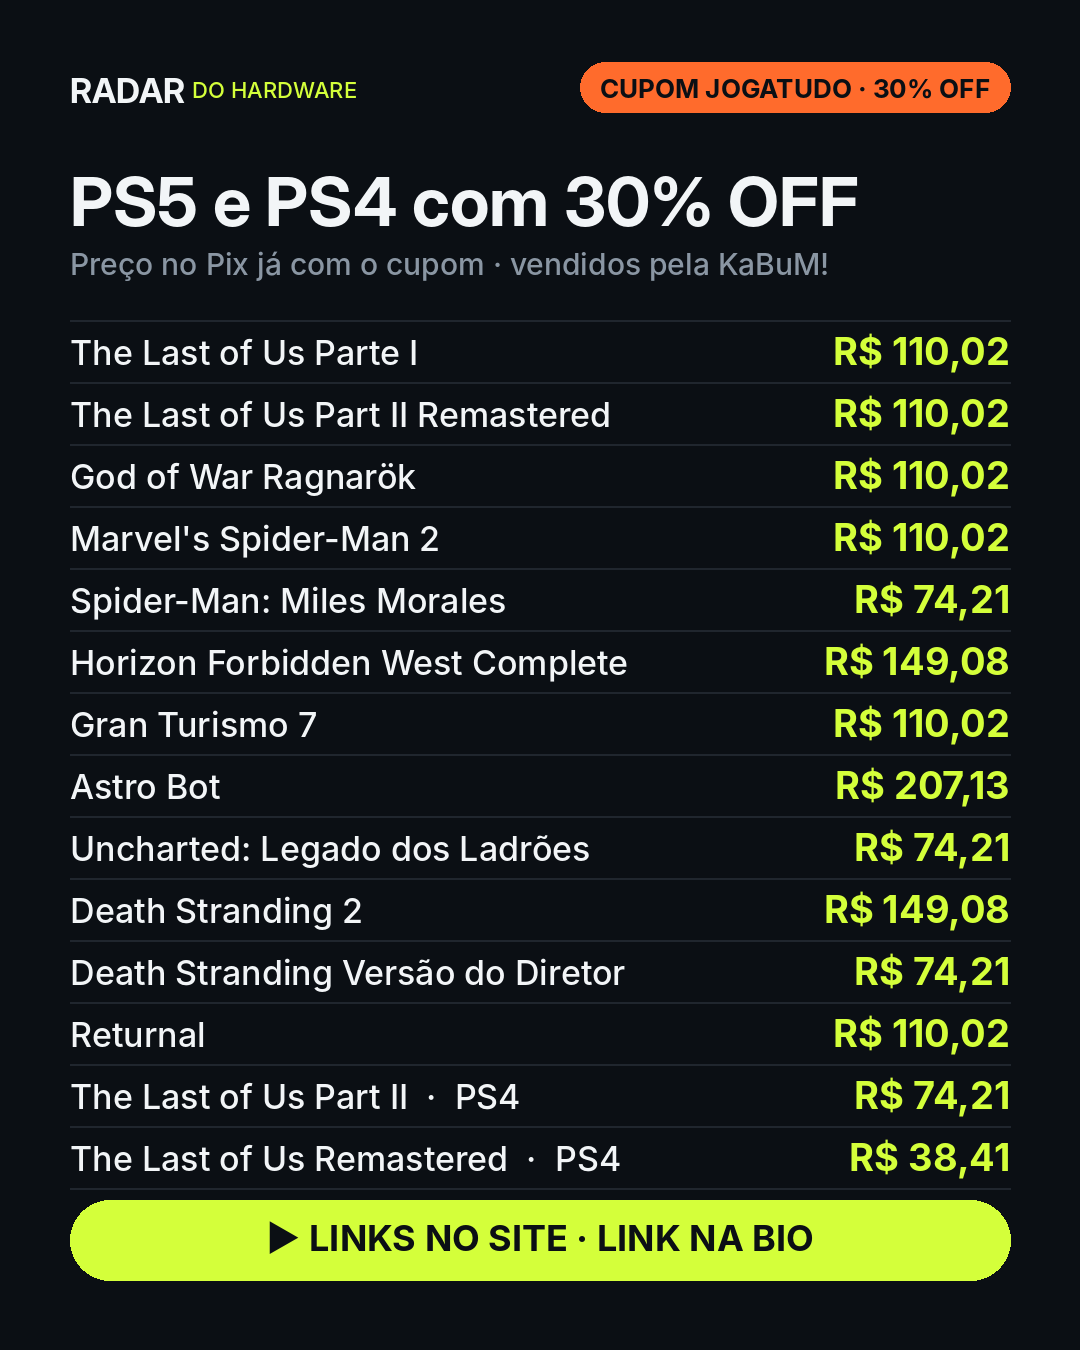 RADAR DO HARDWARE
CUPOM JOGATUDO · 30% OFF
PS5 e PS4 com 30% OFF
Preço no Pix já com o cupom · vendidos pela KaBuM!
The Last of Us Parte I R$ 110,02
The Last of Us Part II Remastered R$ 110,02
God of War Ragnarök R$ 110,02
Marvel's Spider-Man 2 R$ 110,02
Spider-Man: Miles Morales R$ 74,21
Horizon Forbidden West Complete R$ 149,08
Gran Turismo 7 R$ 110,02
Astro Bot R$ 207,13
Uncharted: Legado dos Ladrões R$ 74,21
Death Stranding 2 R$ 149,08
Death Stranding Versão do Diretor R$ 74,21
Returnal R$ 110,02
The Last of Us Part II · PS4 R$ 74,21
The Last of Us Remastered · PS4 R$ 38,41
▶ LINKS NO SITE · LINK NA BIO